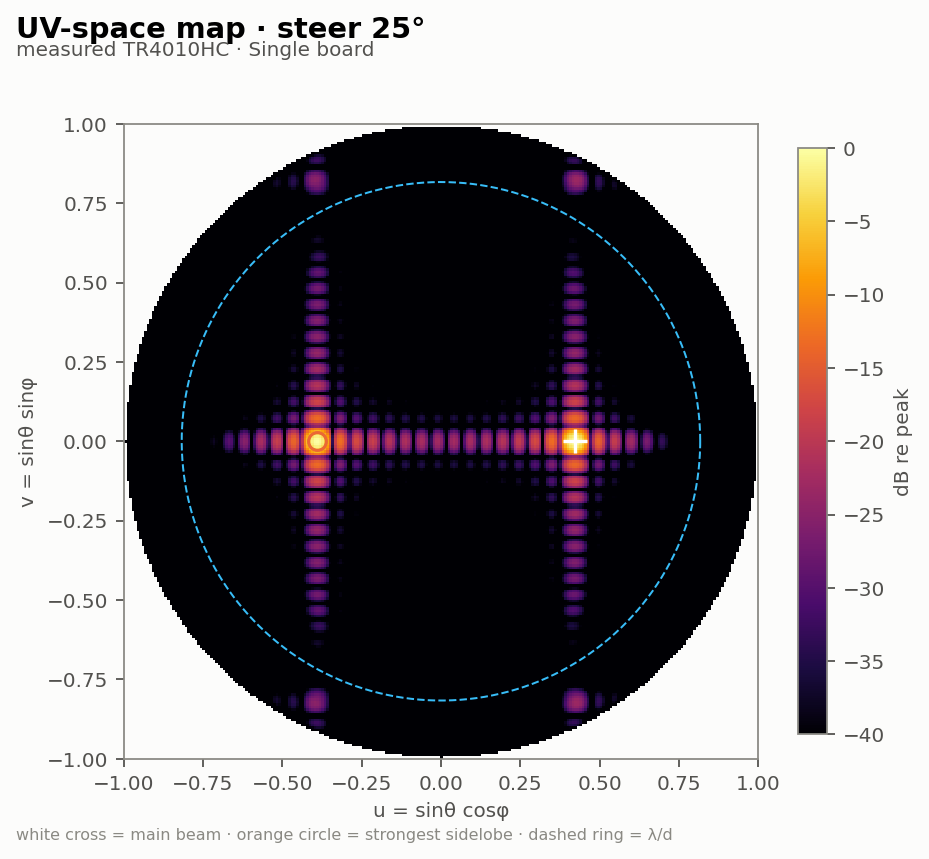 UV-space map · steer 25°
measured TR4010HC · Single board
1.00
0.75
0.50
0.25
0.00
−0.25
−0.50
−0.75
−1.00
v = sinθ sinφ
−1.00 −0.75 −0.50 −0.25 0.00 0.25 0.50 0.75 1.00
u = sinθ cosφ
0
−5
−10
−15
−20
−25
−30
−35
−40
dB re peak
white cross = main beam · orange circle = strongest sidelobe · dashed ring = λ/d